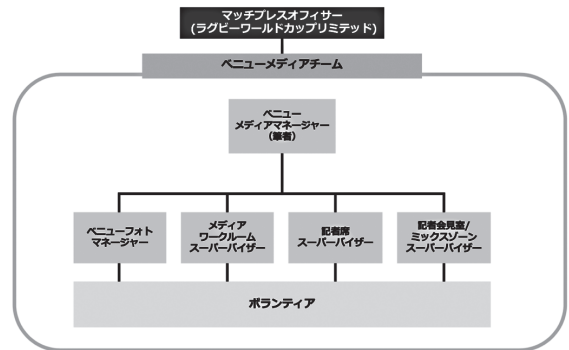 マッチプレスオフィサー
(ラグビーワールドカップリミテッド)
ベニューメディアチーム
ベニュー
メディアマネージャー
(筆者)
ベニューフォト
マネージャー
メディア
ワークルーム
スーパーバイザー
記者席
スーパーバイザー
記者会見室/
ミックスゾーン
スーパーバイザー
ボランティア